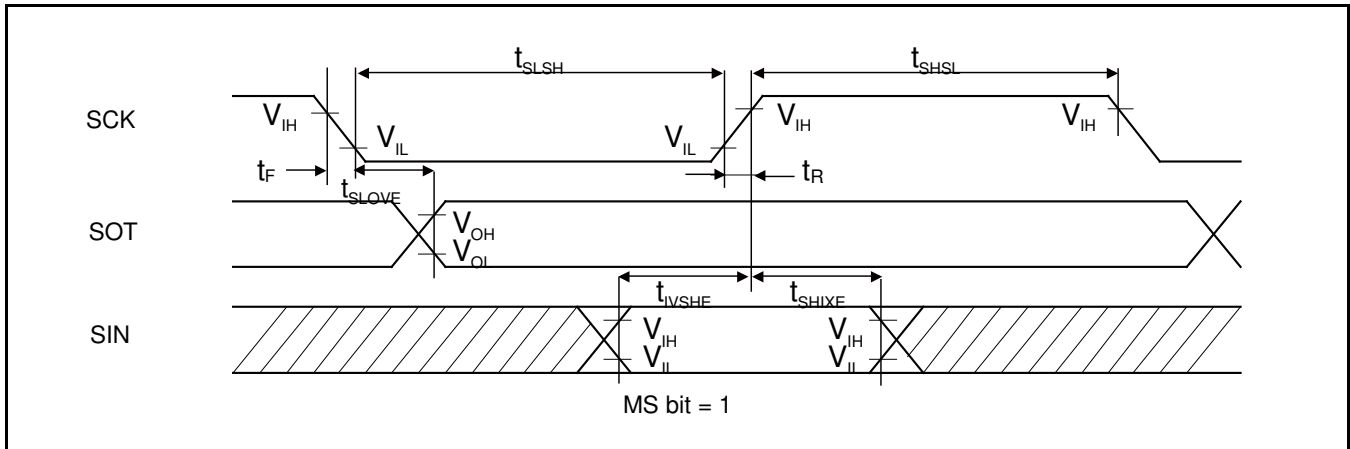 tSLSH tSHSL
SCK VIH VIL VIL VIH VIH
tF tSLOVE tR
SOT VOH
VOL
tIVSHE tSHIXE
SIN VIH VIH
VIL VIL
MS bit = 1